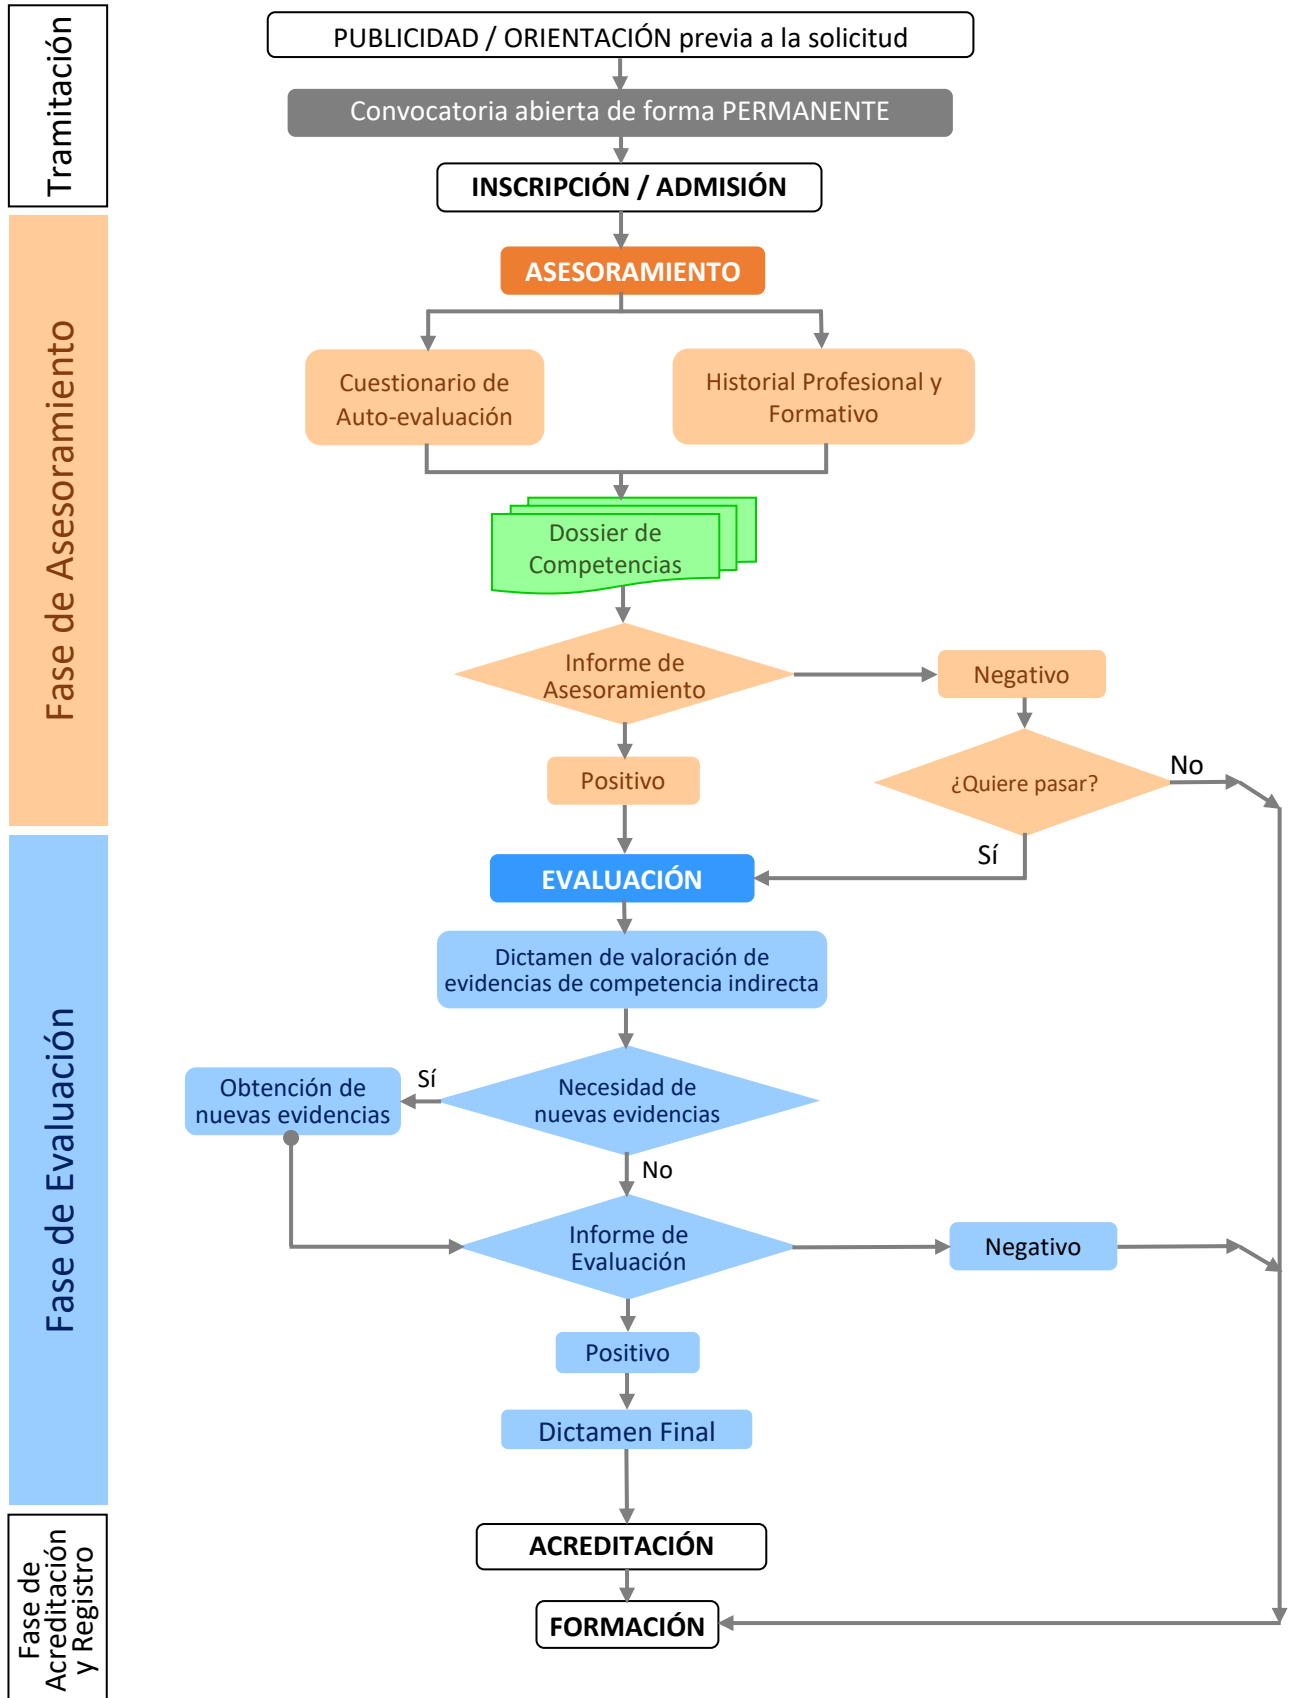 Tramitación
PUBLICIDAD / ORIENTACIÓN previa a la solicitud
Convocatoria abierta de forma PERMANENTE
INSCRIPCIÓN / ADMISIÓN
Fase de Asesoramiento
ASESORAMIENTO
Cuestionario de
Auto-evaluación
Historial Profesional y
Formativo
Dossier de
Competencias
Informe de
Asesoramiento
Negativo
Positivo
¿Quiere pasar?
No
Sí
Fase de Evaluación
EVALUACIÓN
Dictamen de valoración de
evidencias de competencia indirecta
Necesidad de
nuevas evidencias
Sí
Obtención de
nuevas evidencias
No
Informe de
Evaluación
Negativo
Positivo
Dictamen Final
Fase de
Acreditación
y Registro
ACREDITACIÓN
FORMACIÓN